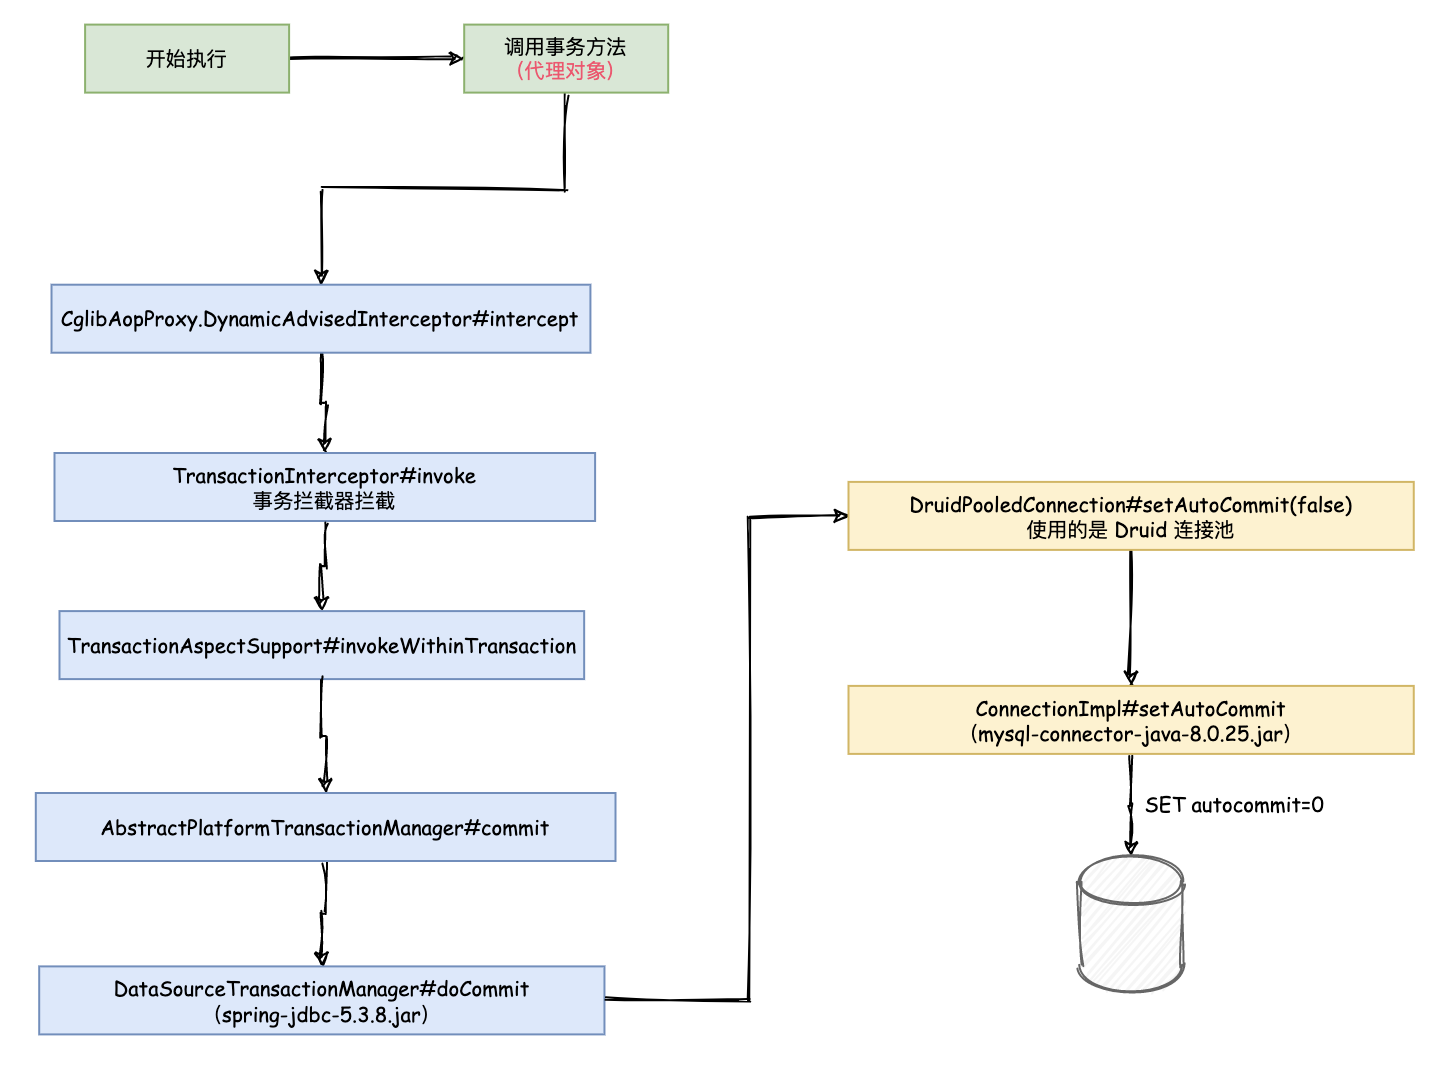 开始执行
调用事务方法
(代理对象)
CglibAopProxy.DynamicAdvisedInterceptor#intercept
TransactionInterceptor#invoke
事务拦截器拦截
TransactionAspectSupport#invokeWithinTransaction
AbstractPlatformTransactionManager#commit
DataSourceTransactionManager#doCommit
(spring-jdbc-5.3.8.jar)
DruidPooledConnection#setAutoCommit(false)
使用的是 Druid 连接池
ConnectionImpl#setAutoCommit
(mysql-connector-java-8.0.25.jar)
SET autocommit=0